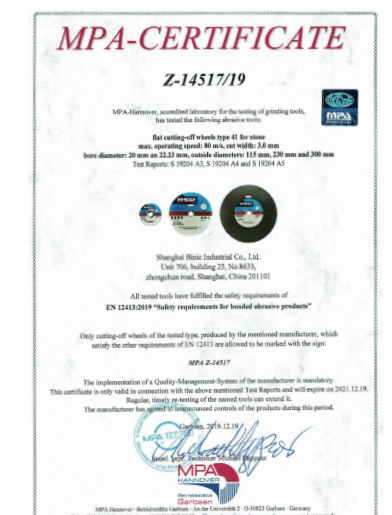 MPA-CERTIFICATE
Z-14517/19
MPA-Hannover, accredited laboratory for the testing of grinding tools,
has tested the following abrasive tools:
MPA
flat cutting-off wheels type 41 for stone
max. operating speed: 80 m/s, cut width: 3.0 mm
bore diameter: 20 mm an 22.23 mm, outside diameters: 115 mm, 230 mm and 300 mm
Test Reports: S 19204 A3, S 19204 A4 and S 19204 A5
Shanghai Binic Industrial Co., Ltd.
Unit 706, building 25, No.8633,
zhongchun road, Shanghai, China 201101
All tested tools have fulfilled the safety requirements of
EN 12413:2019 “Safety requirements for bonded abrasive products”
Only cutting-off wheels of the tested type, produced by the mentioned manufacturer, which
satisfy the other requirements of EN 12413 are allowed to be marked with the sign:
MPA Z-14517
The implementation of a Quality-Management-System of the manufacturer is mandatory.
This certificate is only valid in connection with the above mentioned Test Reports and will expire on 2021.12.19.
Regular, timely re-testing of the named tools can extend it.
The manufacturer has agreed to unannounced controls of the products during this period.
Garbsen, 2019.12.19
MPA TESTED
MPA
HANNOVER
Betriebsstätte
Garbsen
MPA Hannover - Betriebsstätte Garbsen - An der Universität 2 - D-30823 Garbsen - Germany